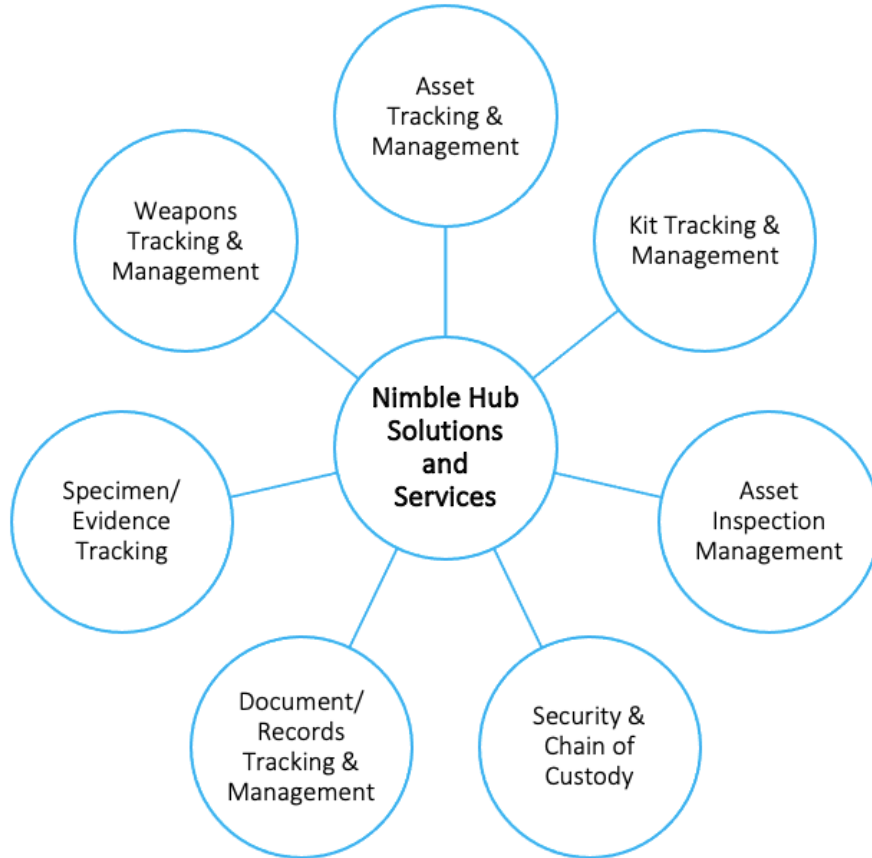 Asset
Tracking &
Management
Weapons
Tracking &
Management
Kit Tracking &
Management
Nimble Hub
Solutions
and
Services
Specimen/
Evidence
Tracking
Asset
Inspection
Management
Document/
Records
Tracking &
Management
Security &
Chain of
Custody